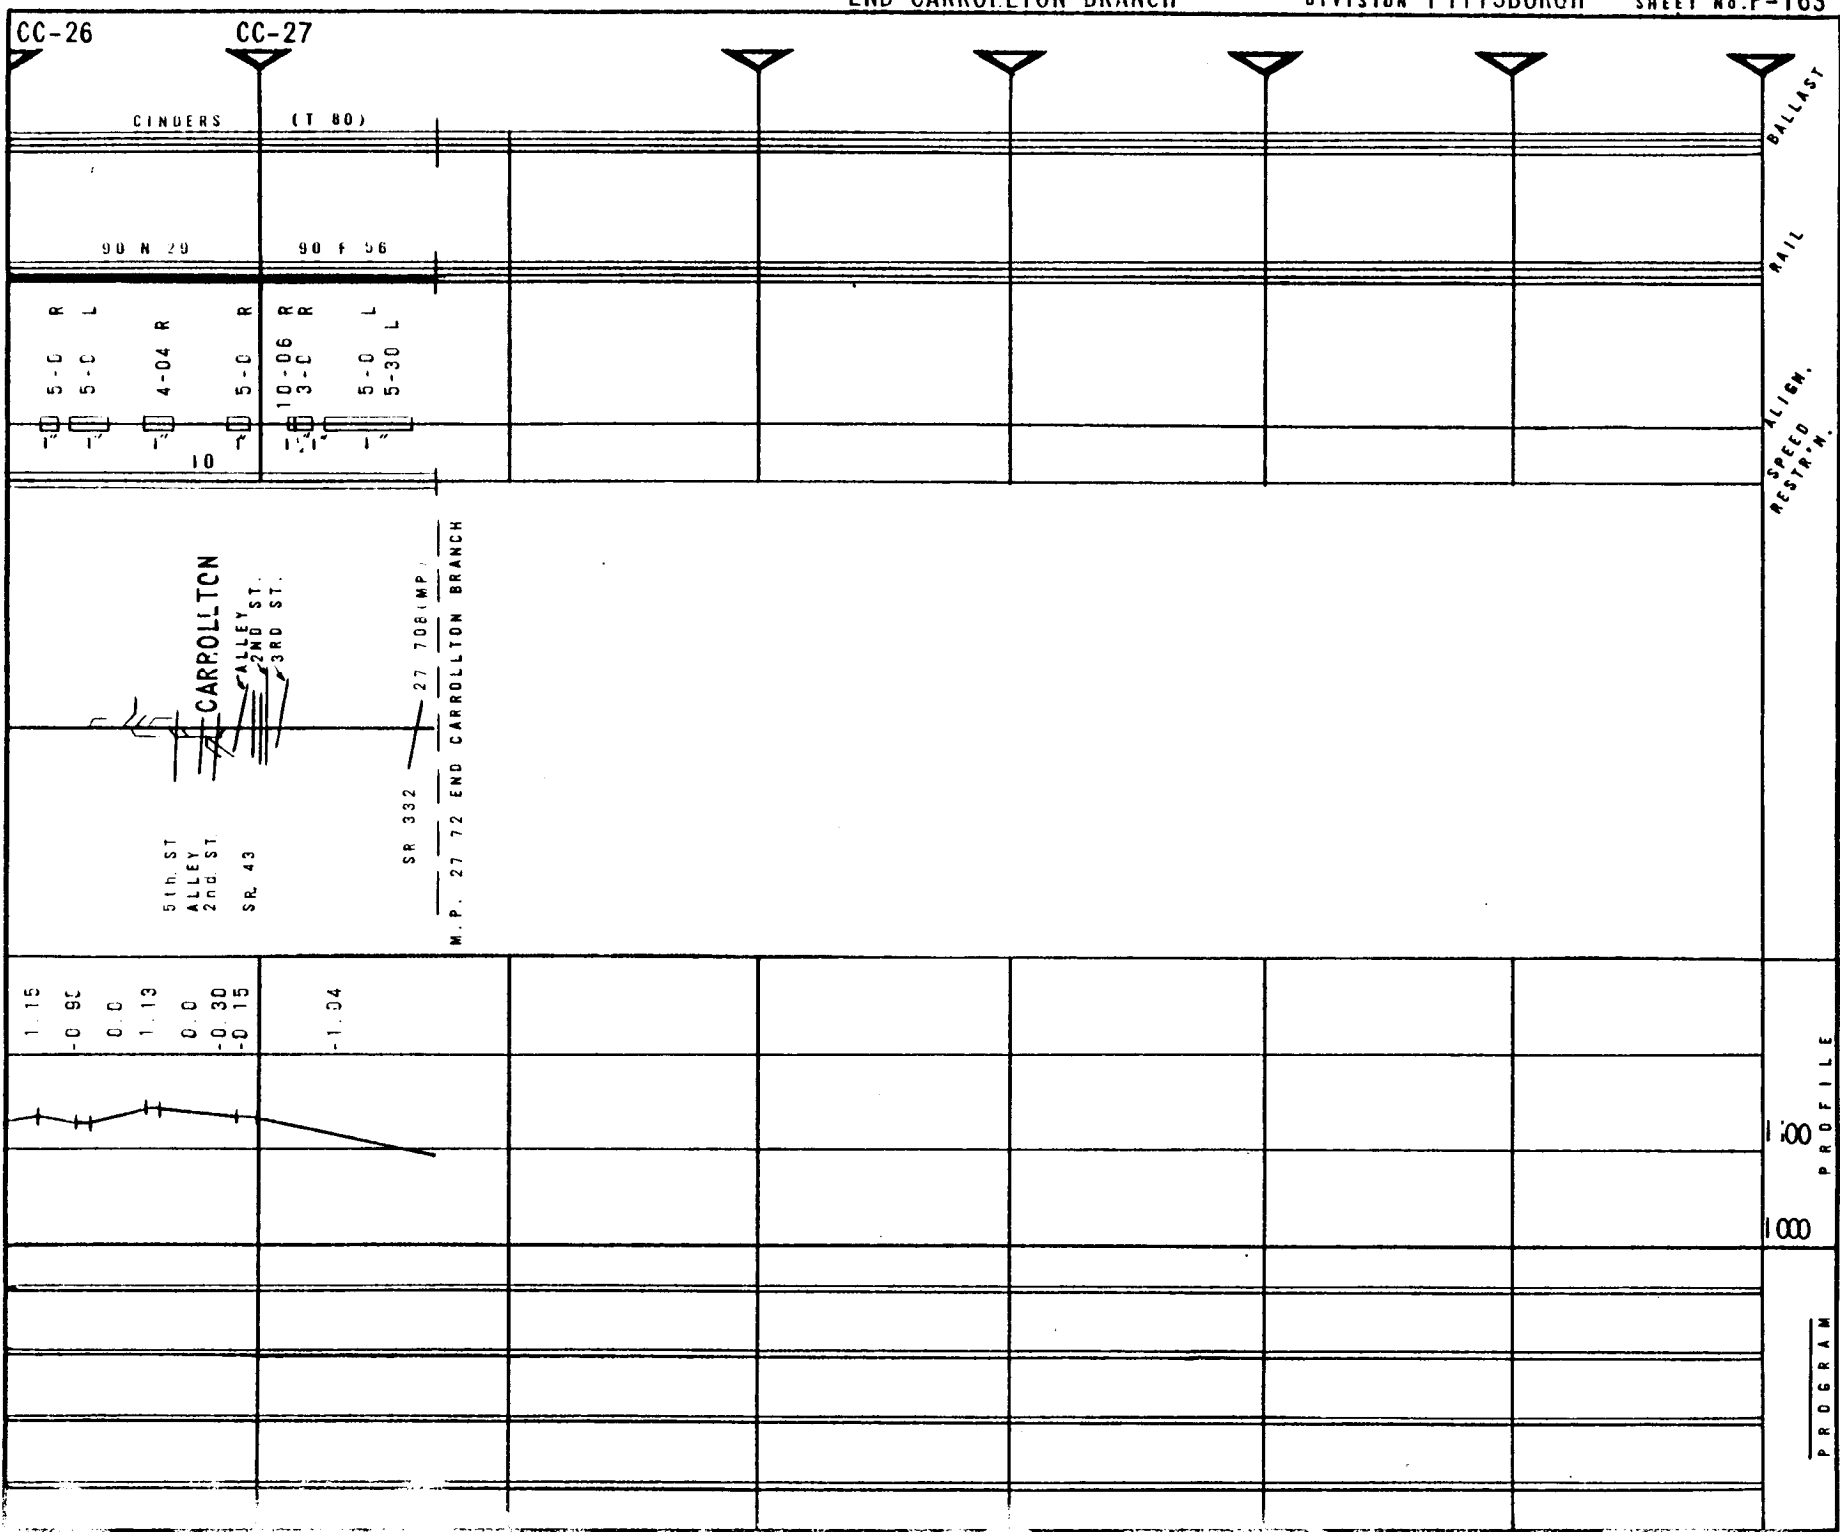 END CARROLLTON BRANCH DIVISION PITTSBURGH SHEET No. P-163
CC-26 CC-27
BALLAST
CINDERS (T 80)
RAIL
90 N 29 90 F 56
5-0 R
5-0 L
4-04 R
5-0 R
10-06 R
3-0 R
5-0 L
5-30 L
ALIGN.
1" 1" 1" 1" 1" 1"
SPEED
RESTR'N.
10
CARROLLTON
ALLEY
2ND ST.
3RD ST.
27 708 (MP)
M.P. 27 72 END CARROLLTON BRANCH
5th. ST
ALLEY
2nd. ST
SR. 43
SR 332
1.15
-0.90
0.0
1.13
0.0
-0.30
-0.15
-1.04
PROFILE
1000
PROGRAM